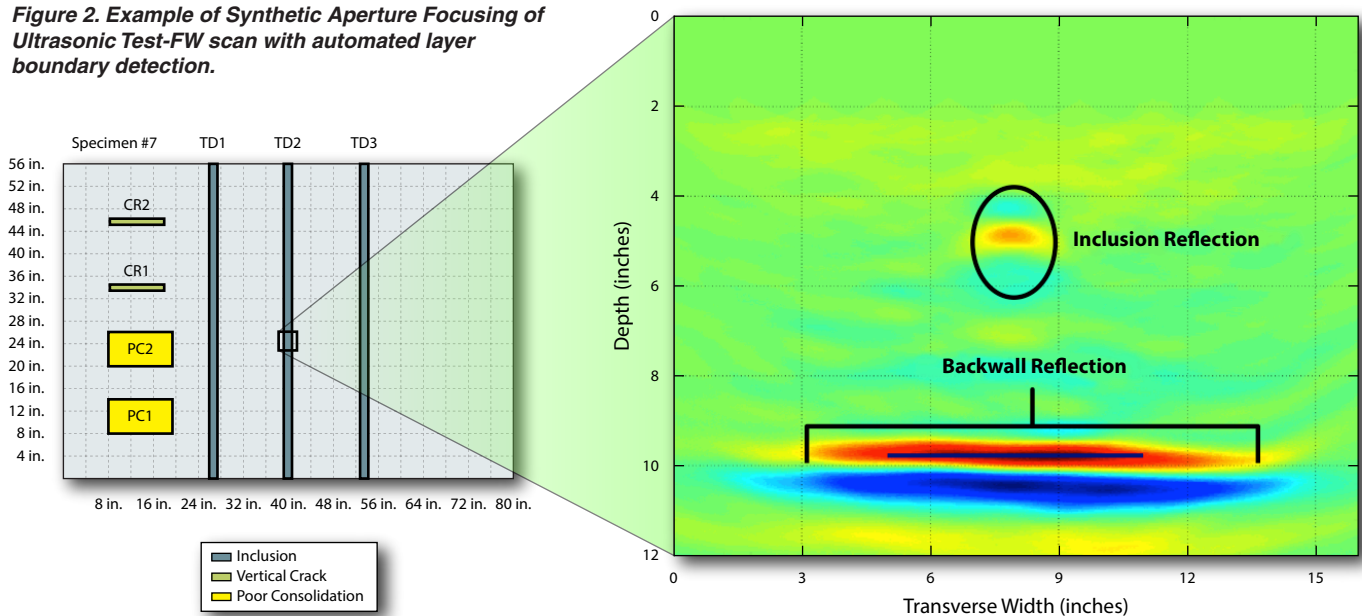 Figure 2. Example of Synthetic Aperture Focusing of
Ultrasonic Test-FW scan with automated layer
boundary detection.
Specimen #7
TD1
TD2
TD3
56 in.
52 in.
48 in.
44 in.
40 in.
36 in.
32 in.
28 in.
24 in.
20 in.
16 in.
12 in.
8 in.
4 in.
CR2
CR1
PC2
PC1
8 in. 16 in. 24 in. 32 in. 40 in. 48 in. 56 in. 64 in. 72 in. 80 in.
Inclusion
Vertical Crack
Poor Consolidation
0
2
4
6
8
10
12
Depth (inches)
Inclusion Reflection
Backwall Reflection
0 3 6 9 12 15
Transverse Width (inches)